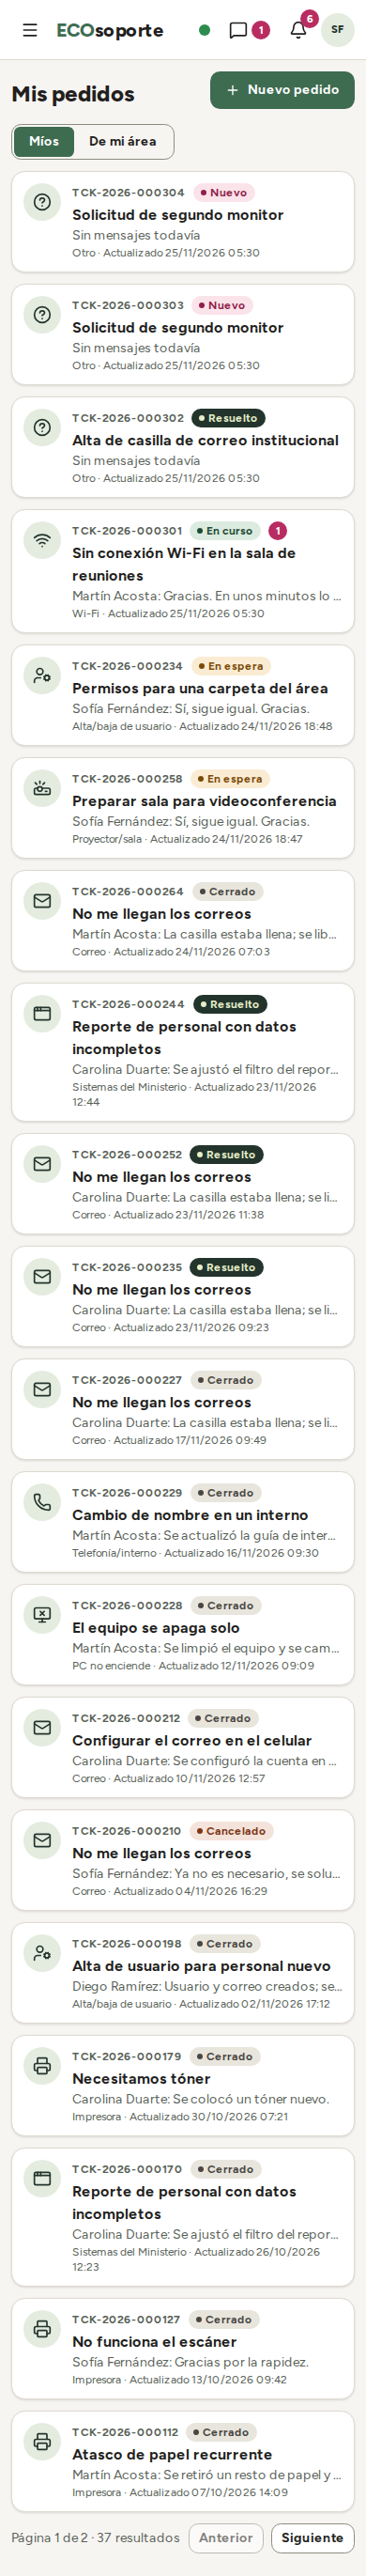 ECOsoporte
1
6
SF
Mis pedidos
+ Nuevo pedido
Míos
De mi área
TCK-2026-000304 Nuevo
Solicitud de segundo monitor
Sin mensajes todavía
Otro · Actualizado 25/11/2026 05:30
TCK-2026-000303 Nuevo
Solicitud de segundo monitor
Sin mensajes todavía
Otro · Actualizado 25/11/2026 05:30
TCK-2026-000302 Resuelto
Alta de casilla de correo institucional
Sin mensajes todavía
Otro · Actualizado 25/11/2026 05:30
TCK-2026-000301 En curso 1
Sin conexión Wi-Fi en la sala de
reuniones
Martín Acosta: Gracias. En unos minutos lo ...
Wi-Fi · Actualizado 25/11/2026 05:30
TCK-2026-000234 En espera
Permisos para una carpeta del área
Sofía Fernández: Sí, sigue igual. Gracias.
Alta/baja de usuario · Actualizado 24/11/2026 18:48
TCK-2026-000258 En espera
Preparar sala para videoconferencia
Sofía Fernández: Sí, sigue igual. Gracias.
Proyector/sala · Actualizado 24/11/2026 18:47
TCK-2026-000264 Cerrado
No me llegan los correos
Martín Acosta: La casilla estaba llena; se lib...
Correo · Actualizado 24/11/2026 07:03
TCK-2026-000244 Resuelto
Reporte de personal con datos
incompletos
Carolina Duarte: Se ajustó el filtro del repor...
Sistemas del Ministerio · Actualizado 23/11/2026
12:44
TCK-2026-000252 Resuelto
No me llegan los correos
Carolina Duarte: La casilla estaba llena; se li...
Correo · Actualizado 23/11/2026 11:38
TCK-2026-000235 Resuelto
No me llegan los correos
Carolina Duarte: La casilla estaba llena; se li...
Correo · Actualizado 23/11/2026 09:23
TCK-2026-000227 Cerrado
No me llegan los correos
Carolina Duarte: La casilla estaba llena; se li...
Correo · Actualizado 17/11/2026 09:49
TCK-2026-000229 Cerrado
Cambio de nombre en un interno
Martín Acosta: Se actualizó la guía de inter...
Telefonía/interno · Actualizado 16/11/2026 09:30
TCK-2026-000228 Cerrado
El equipo se apaga solo
Martín Acosta: Se limpió el equipo y se cam...
PC no enciende · Actualizado 12/11/2026 09:09
TCK-2026-000212 Cerrado
Configurar el correo en el celular
Carolina Duarte: Se configuró la cuenta en ...
Correo · Actualizado 10/11/2026 12:57
TCK-2026-000210 Cancelado
No me llegan los correos
Sofía Fernández: Ya no es necesario, se solu...
Correo · Actualizado 04/11/2026 16:29
TCK-2026-000198 Cerrado
Alta de usuario para personal nuevo
Diego Ramírez: Usuario y correo creados; se...
Alta/baja de usuario · Actualizado 02/11/2026 17:12
TCK-2026-000179 Cerrado
Necesitamos tóner
Carolina Duarte: Se colocó un tóner nuevo.
Impresora · Actualizado 30/10/2026 07:21
TCK-2026-000170 Cerrado
Reporte de personal con datos
incompletos
Carolina Duarte: Se ajustó el filtro del repor...
Sistemas del Ministerio · Actualizado 26/10/2026
12:23
TCK-2026-000127 Cerrado
No funciona el escáner
Sofía Fernández: Gracias por la rapidez.
Impresora · Actualizado 13/10/2026 09:42
TCK-2026-000112 Cerrado
Atasco de papel recurrente
Martín Acosta: Se retiró un resto de papel y ...
Impresora · Actualizado 07/10/2026 14:09
Página 1 de 2 · 37 resultados Anterior Siguiente